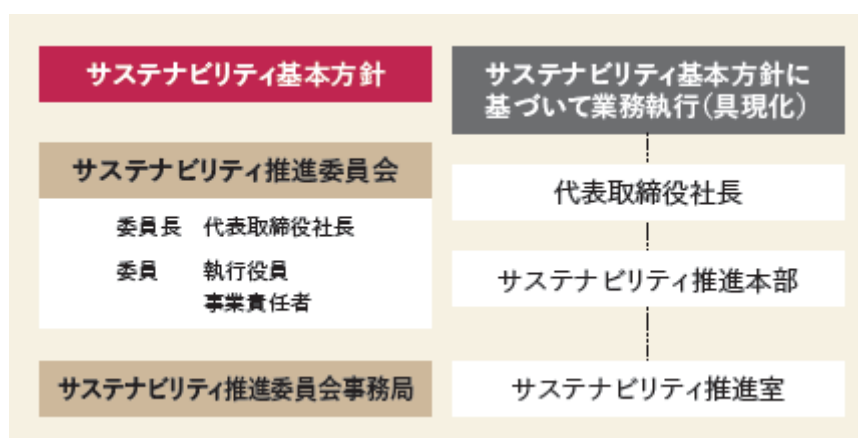 サステナビリティ基本方針
サステナビリティ推進委員会
委員長 代表取締役社長
委員 執行役員
事業責任者
サステナビリティ推進委員会事務局
サステナビリティ基本方針に
基づいて業務執行(具現化)
代表取締役社長
サステナビリティ推進本部
サステナビリティ推進室